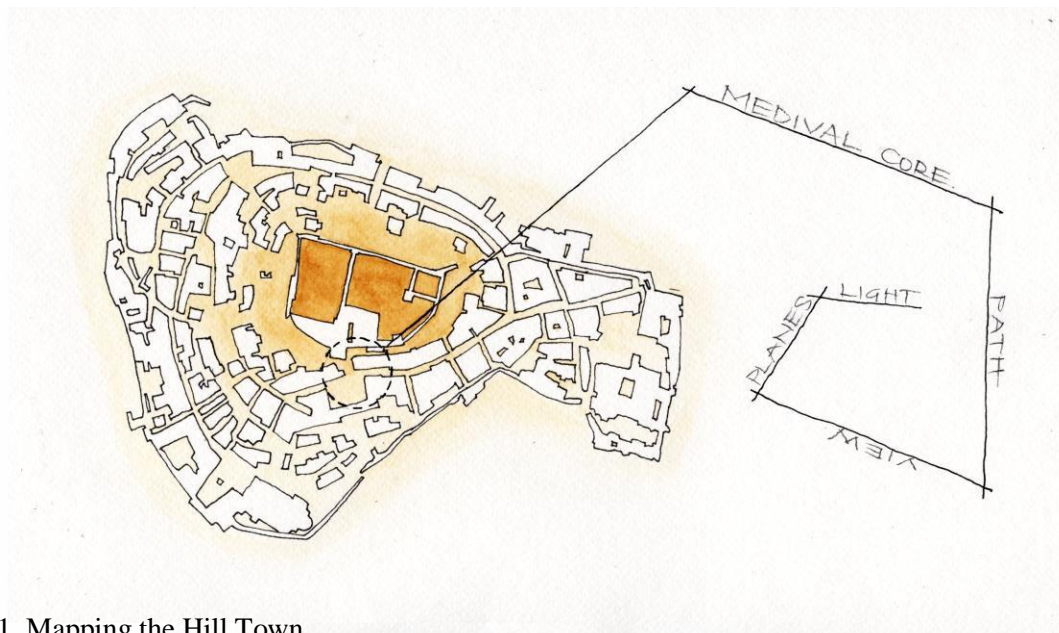 MEDIVAL CORE.
PATH
VIEW
PLANES
LIGHT
1. Mapping the Hill Town